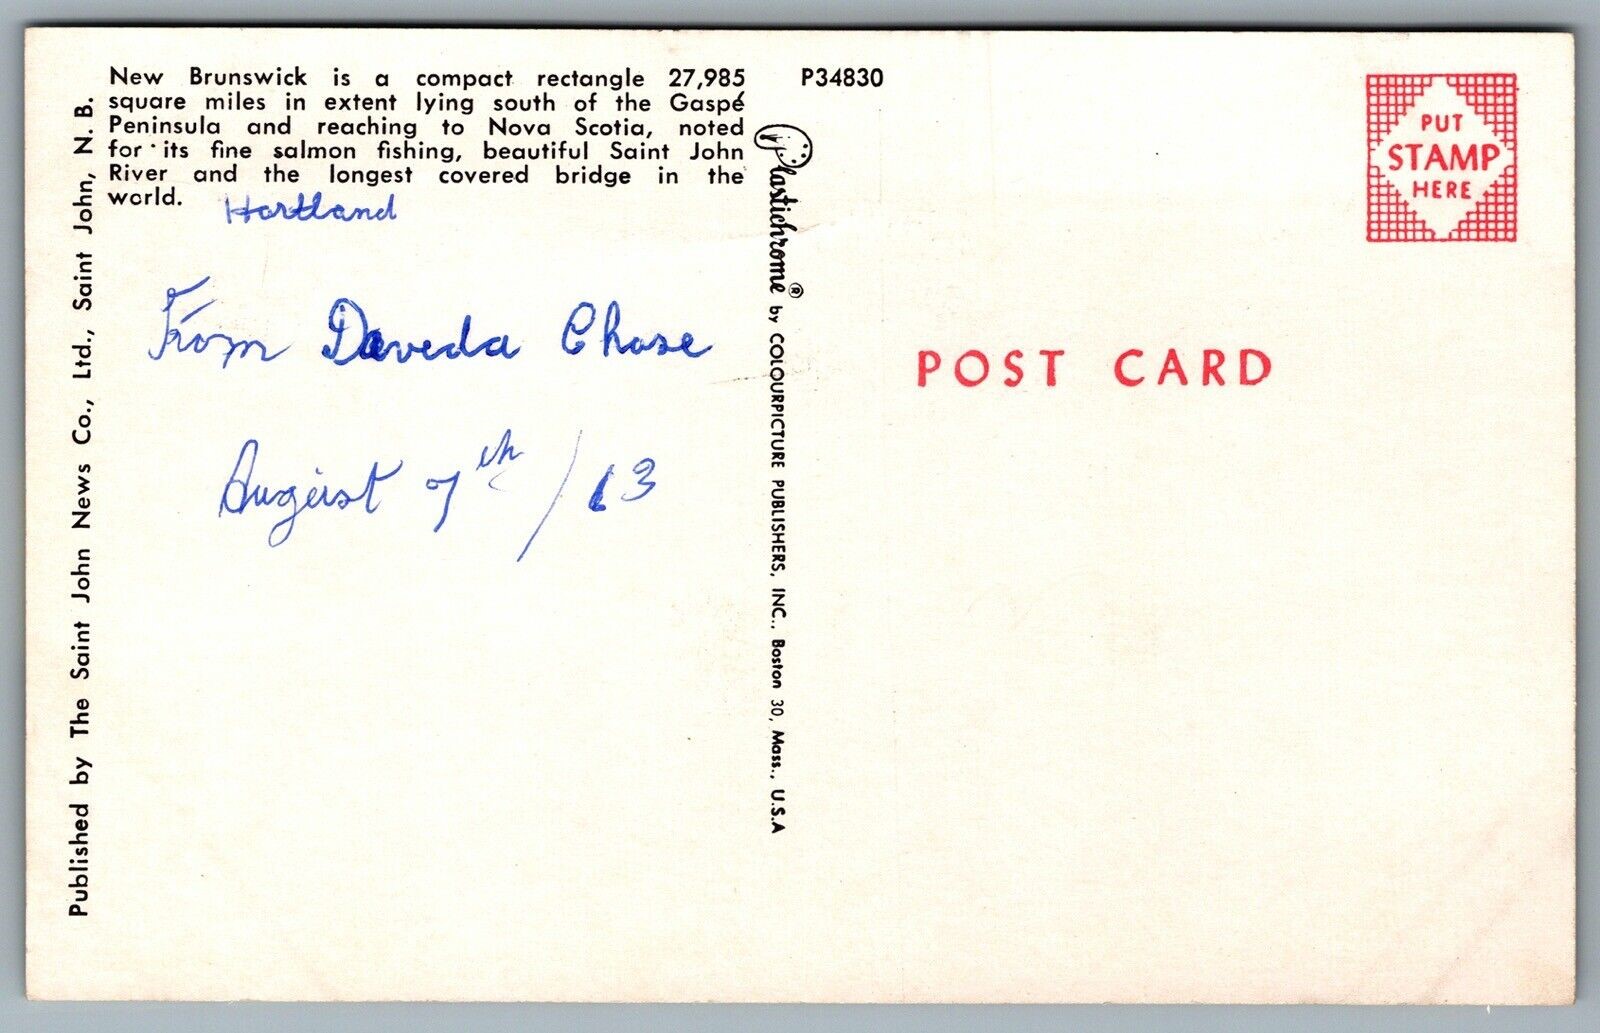 New Brunswick is a compact rectangle 27,985
square miles in extent lying south of the Gaspé
Peninsula and reaching to Nova Scotia, noted
for its fine salmon fishing, beautiful Saint John
River and the longest covered bridge in the
world.
Hartland
From Daveda Chase
August 7th / 63
Published by The Saint John News Co., Ltd., Saint John, N. B.
P34830
Plastichrome® by COLOURPICTURE PUBLISHERS, INC., Boston 30, Mass., U.S.A
PUT
STAMP
HERE
POST CARD